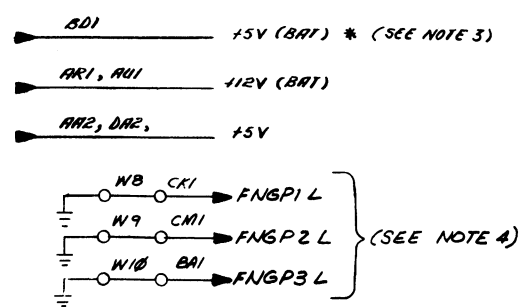 BD1 +5V (BAT) * (SEE NOTE 3)
AR1, AU1 +12V (BAT)
AA2, DA2, +5V
W8 CK1 FNGP1 L
W9 CM1 FNGP2 L (SEE NOTE 4)
W10 BA1 FNGP3 L